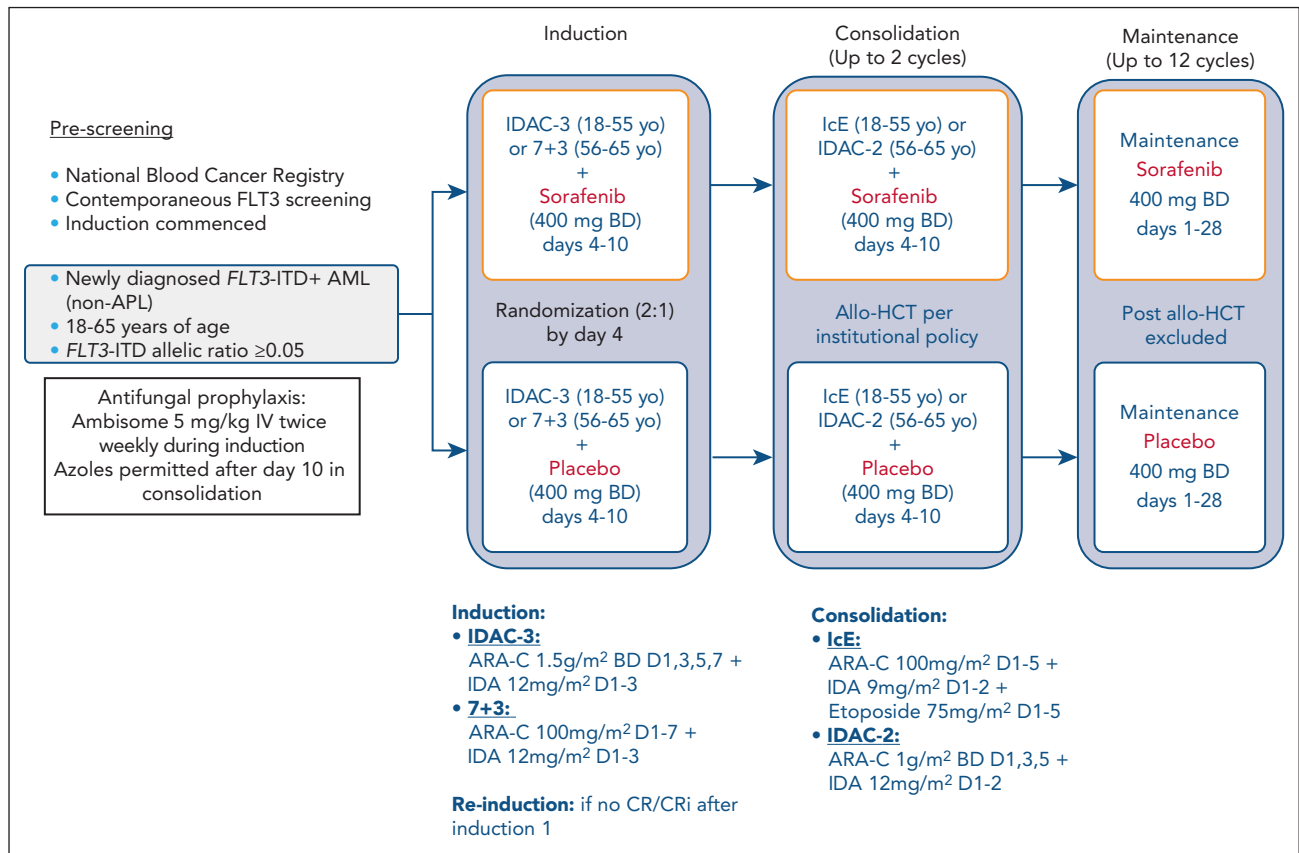 Pre-screening
• National Blood Cancer Registry
• Contemporaneous FLT3 screening
• Induction commenced
• Newly diagnosed FLT3-ITD+ AML
(non-APL)
• 18-65 years of age
• FLT3-ITD allelic ratio ≥0.05
Antifungal prophylaxis:
Ambisome 5 mg/kg IV twice
weekly during induction
Azoles permitted after day 10 in
consolidation
Induction
IDAC-3 (18-55 yo)
or 7+3 (56-65 yo)
+
Sorafenib
(400 mg BD)
days 4-10
Randomization (2:1)
by day 4
IDAC-3 (18-55 yo)
or 7+3 (56-65 yo)
+
Placebo
(400 mg BD)
days 4-10
Consolidation
(Up to 2 cycles)
IcE (18-55 yo) or
IDAC-2 (56-65 yo)
+
Sorafenib
(400 mg BD)
days 4-10
Allo-HCT per
institutional policy
IcE (18-55 yo) or
IDAC-2 (56-65 yo)
+
Placebo
(400 mg BD)
days 4-10
Maintenance
(Up to 12 cycles)
Maintenance
Sorafenib
400 mg BD
days 1-28
Post allo-HCT
excluded
Maintenance
Placebo
400 mg BD
days 1-28
Induction:
• IDAC-3:
ARA-C 1.5g/m² BD D1,3,5,7 +
IDA 12mg/m² D1-3
• 7+3:
ARA-C 100mg/m² D1-7 +
IDA 12mg/m² D1-3
Re-induction: if no CR/CRi after
induction 1
Consolidation:
• IcE:
ARA-C 100mg/m² D1-5 +
IDA 9mg/m² D1-2 +
Etoposide 75mg/m² D1-5
• IDAC-2:
ARA-C 1g/m² BD D1,3,5 +
IDA 12mg/m² D1-2